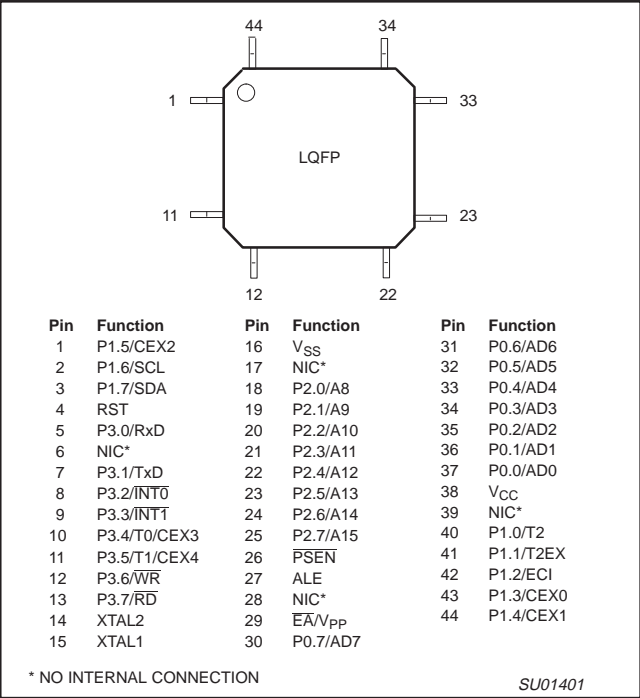 44 34
1 33
LQFP
11 23
12 22
Pin Function Pin Function Pin Function
1 P1.5/CEX2 16 VSS 31 P0.6/AD6
2 P1.6/SCL 17 NIC* 32 P0.5/AD5
3 P1.7/SDA 18 P2.0/A8 33 P0.4/AD4
4 RST 19 P2.1/A9 34 P0.3/AD3
5 P3.0/RxD 20 P2.2/A10 35 P0.2/AD2
6 NIC* 21 P2.3/A11 36 P0.1/AD1
7 P3.1/TxD 22 P2.4/A12 37 P0.0/AD0
8 P3.2/INT0 23 P2.5/A13 38 VCC
9 P3.3/INT1 24 P2.6/A14 39 NIC*
10 P3.4/T0/CEX3 25 P2.7/A15 40 P1.0/T2
11 P3.5/T1/CEX4 26 PSEN 41 P1.1/T2EX
12 P3.6/WR 27 ALE 42 P1.2/ECI
13 P3.7/RD 28 NIC* 43 P1.3/CEX0
14 XTAL2 29 EA/VPP 44 P1.4/CEX1
15 XTAL1 30 P0.7/AD7
* NO INTERNAL CONNECTION
SU01401